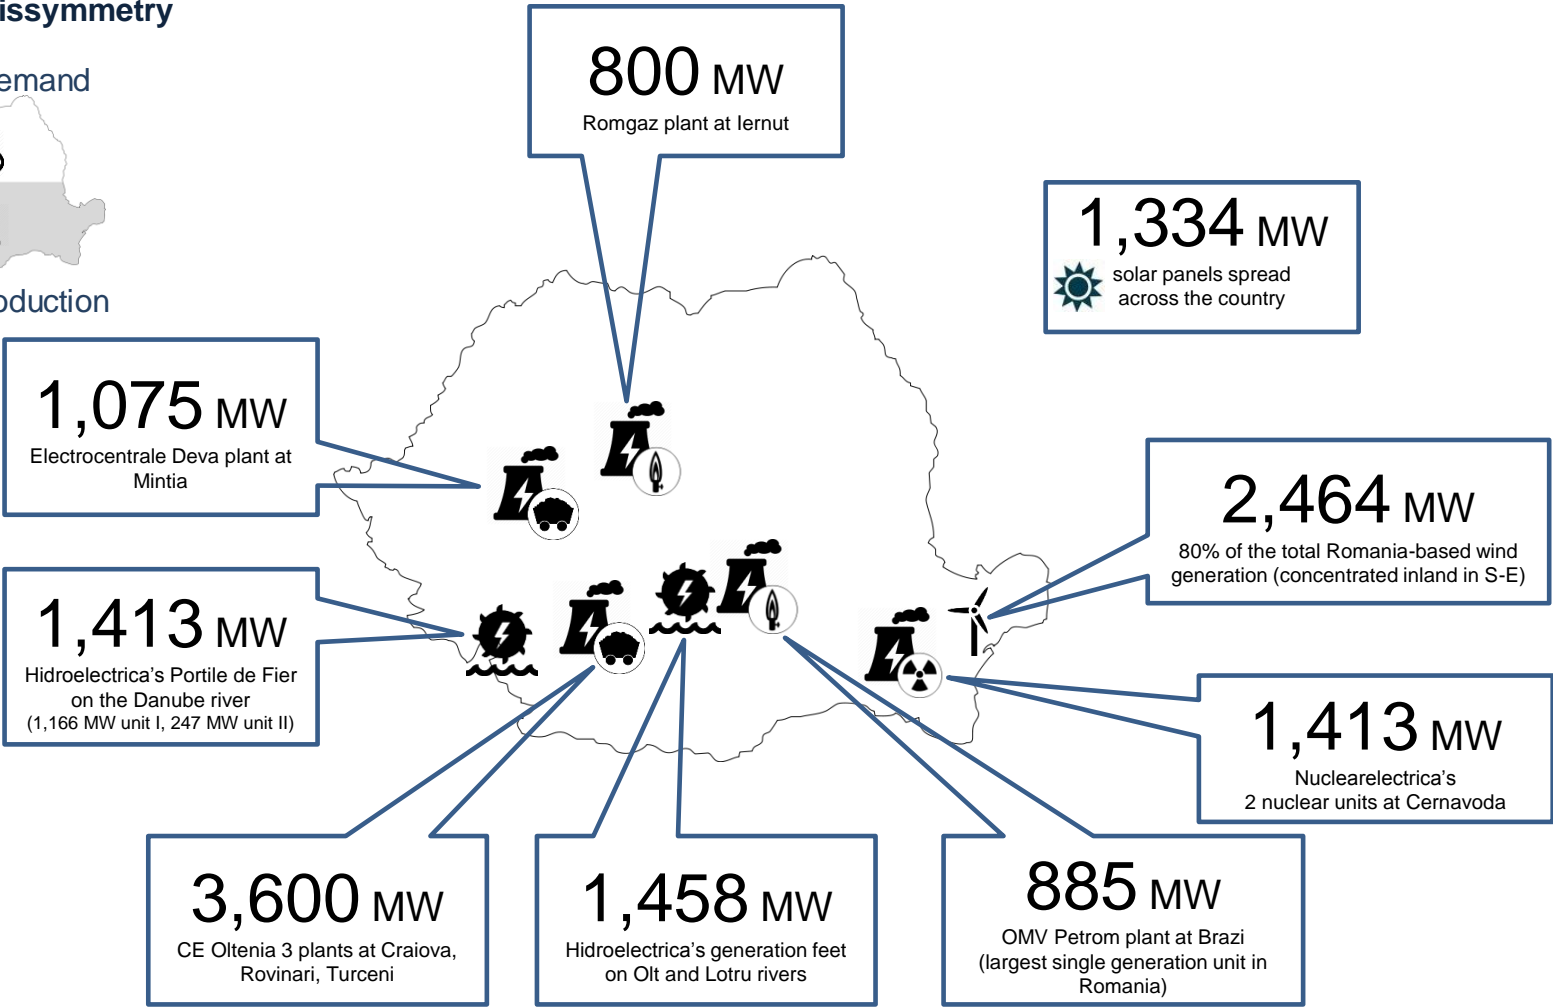 issymmetry
emand
oduction
800 MW
Romgaz plant at Iernut
1,334 MW
solar panels spread
across the country
1,075 MW
Electrocentrale Deva plant at
Mintia
2,464 MW
80% of the total Romania-based wind
generation (concentrated inland in S-E)
1,413 MW
Hidroelectrica's Portile de Fier
on the Danube river
(1,166 MW unit I, 247 MW unit II)
1,413 MW
Nuclearelectrica's
2 nuclear units at Cernavoda
3,600 MW
CE Oltenia 3 plants at Craiova,
Rovinari, Turceni
1,458 MW
Hidroelectrica's generation feet
on Olt and Lotru rivers
885 MW
OMV Petrom plant at Brazi
(largest single generation unit in
Romania)